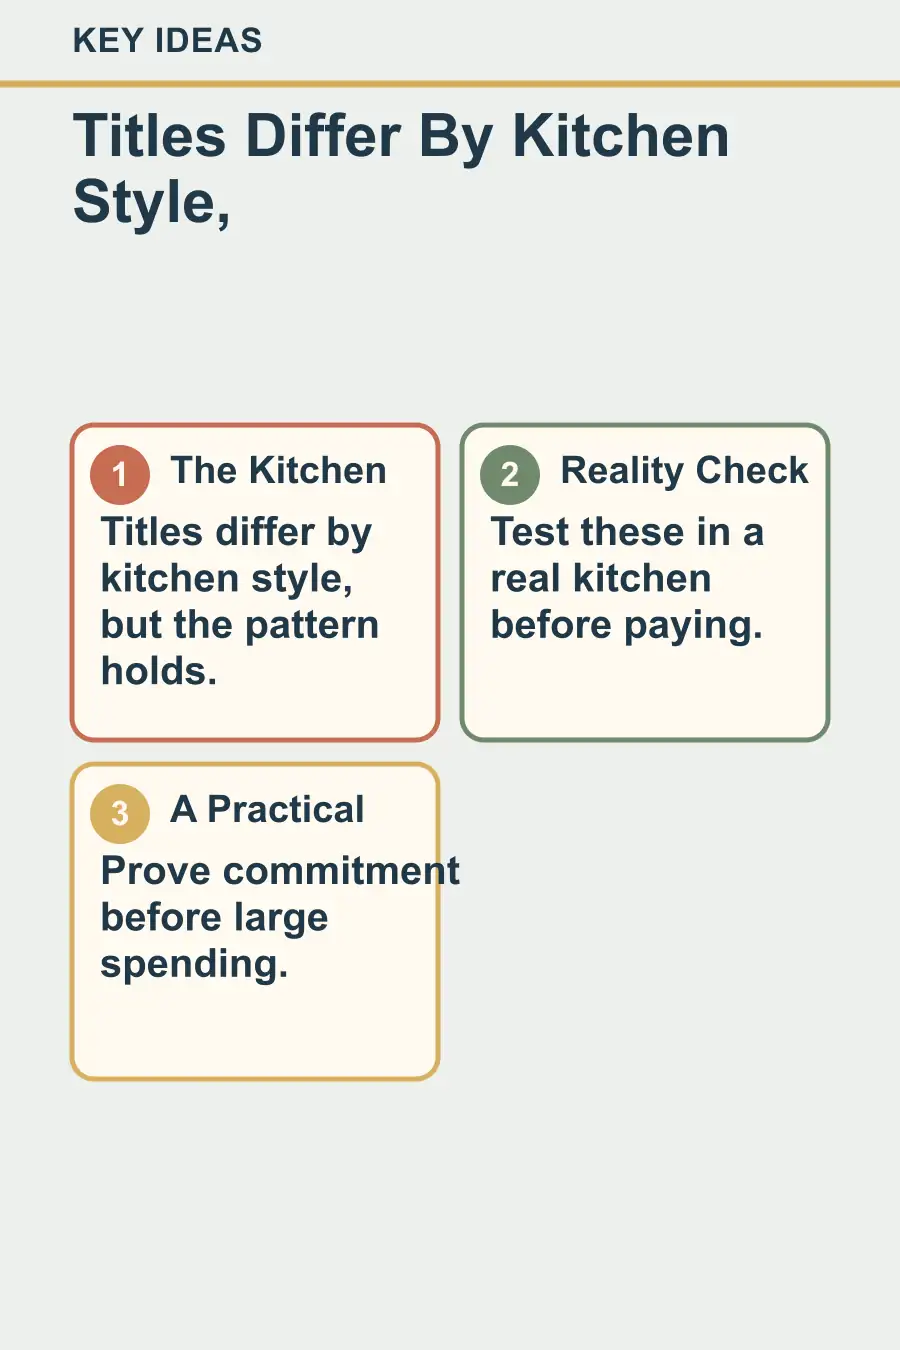 KEY IDEAS
Titles Differ By Kitchen
Style,
1 The Kitchen
Titles differ by
kitchen style,
but the pattern
holds.
2 Reality Check
Test these in a
real kitchen
before paying.
3 A Practical
Prove commitment
before large
spending.